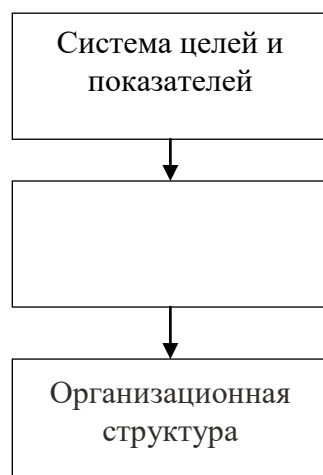 Система целей и
показателей
Организационная
структура